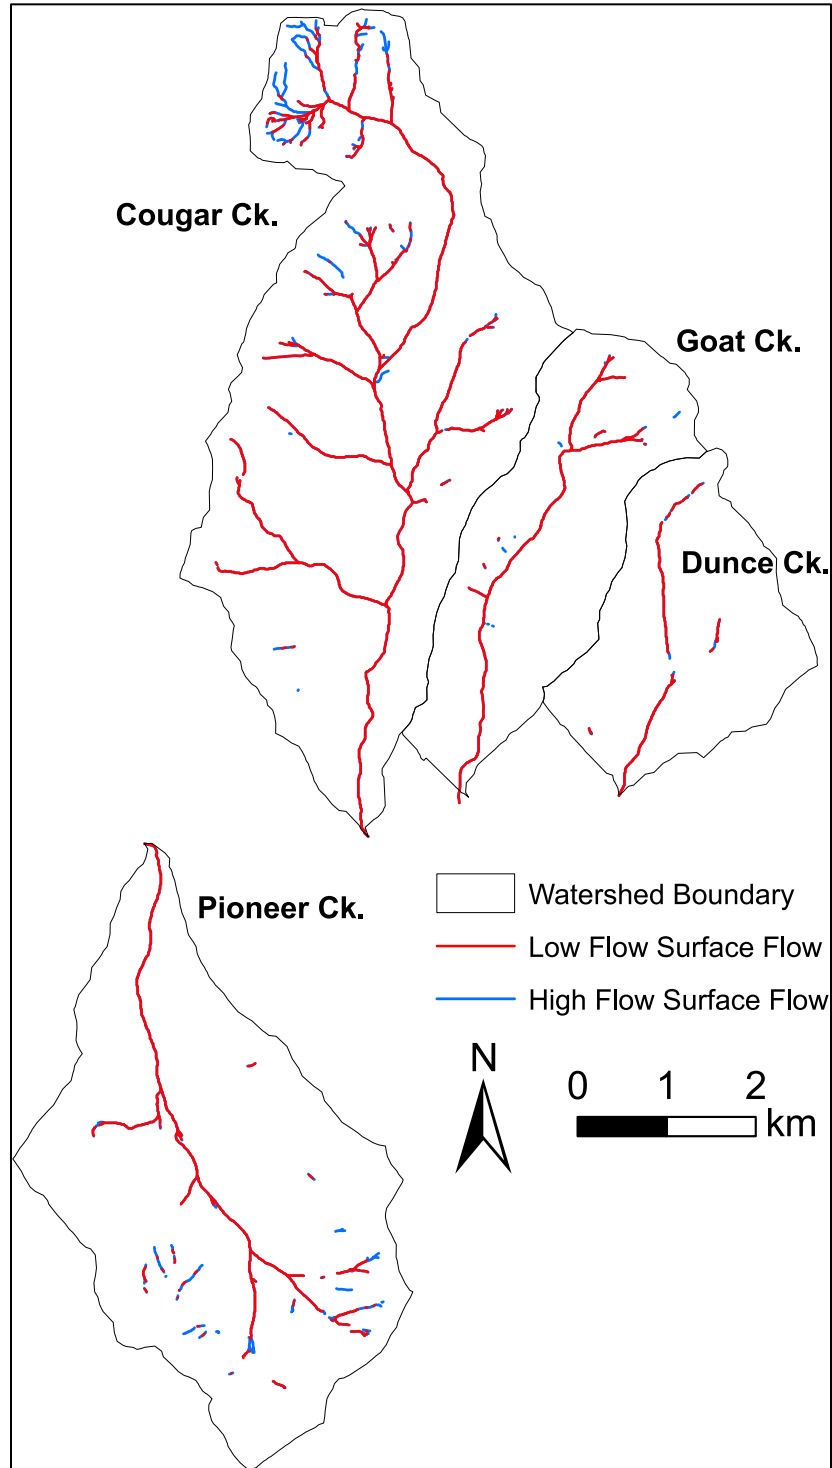 Cougar Ck.
Goat Ck.
Dunce Ck.
Pioneer Ck.
Watershed Boundary
Low Flow Surface Flow
High Flow Surface Flow
N
0 1 2
km